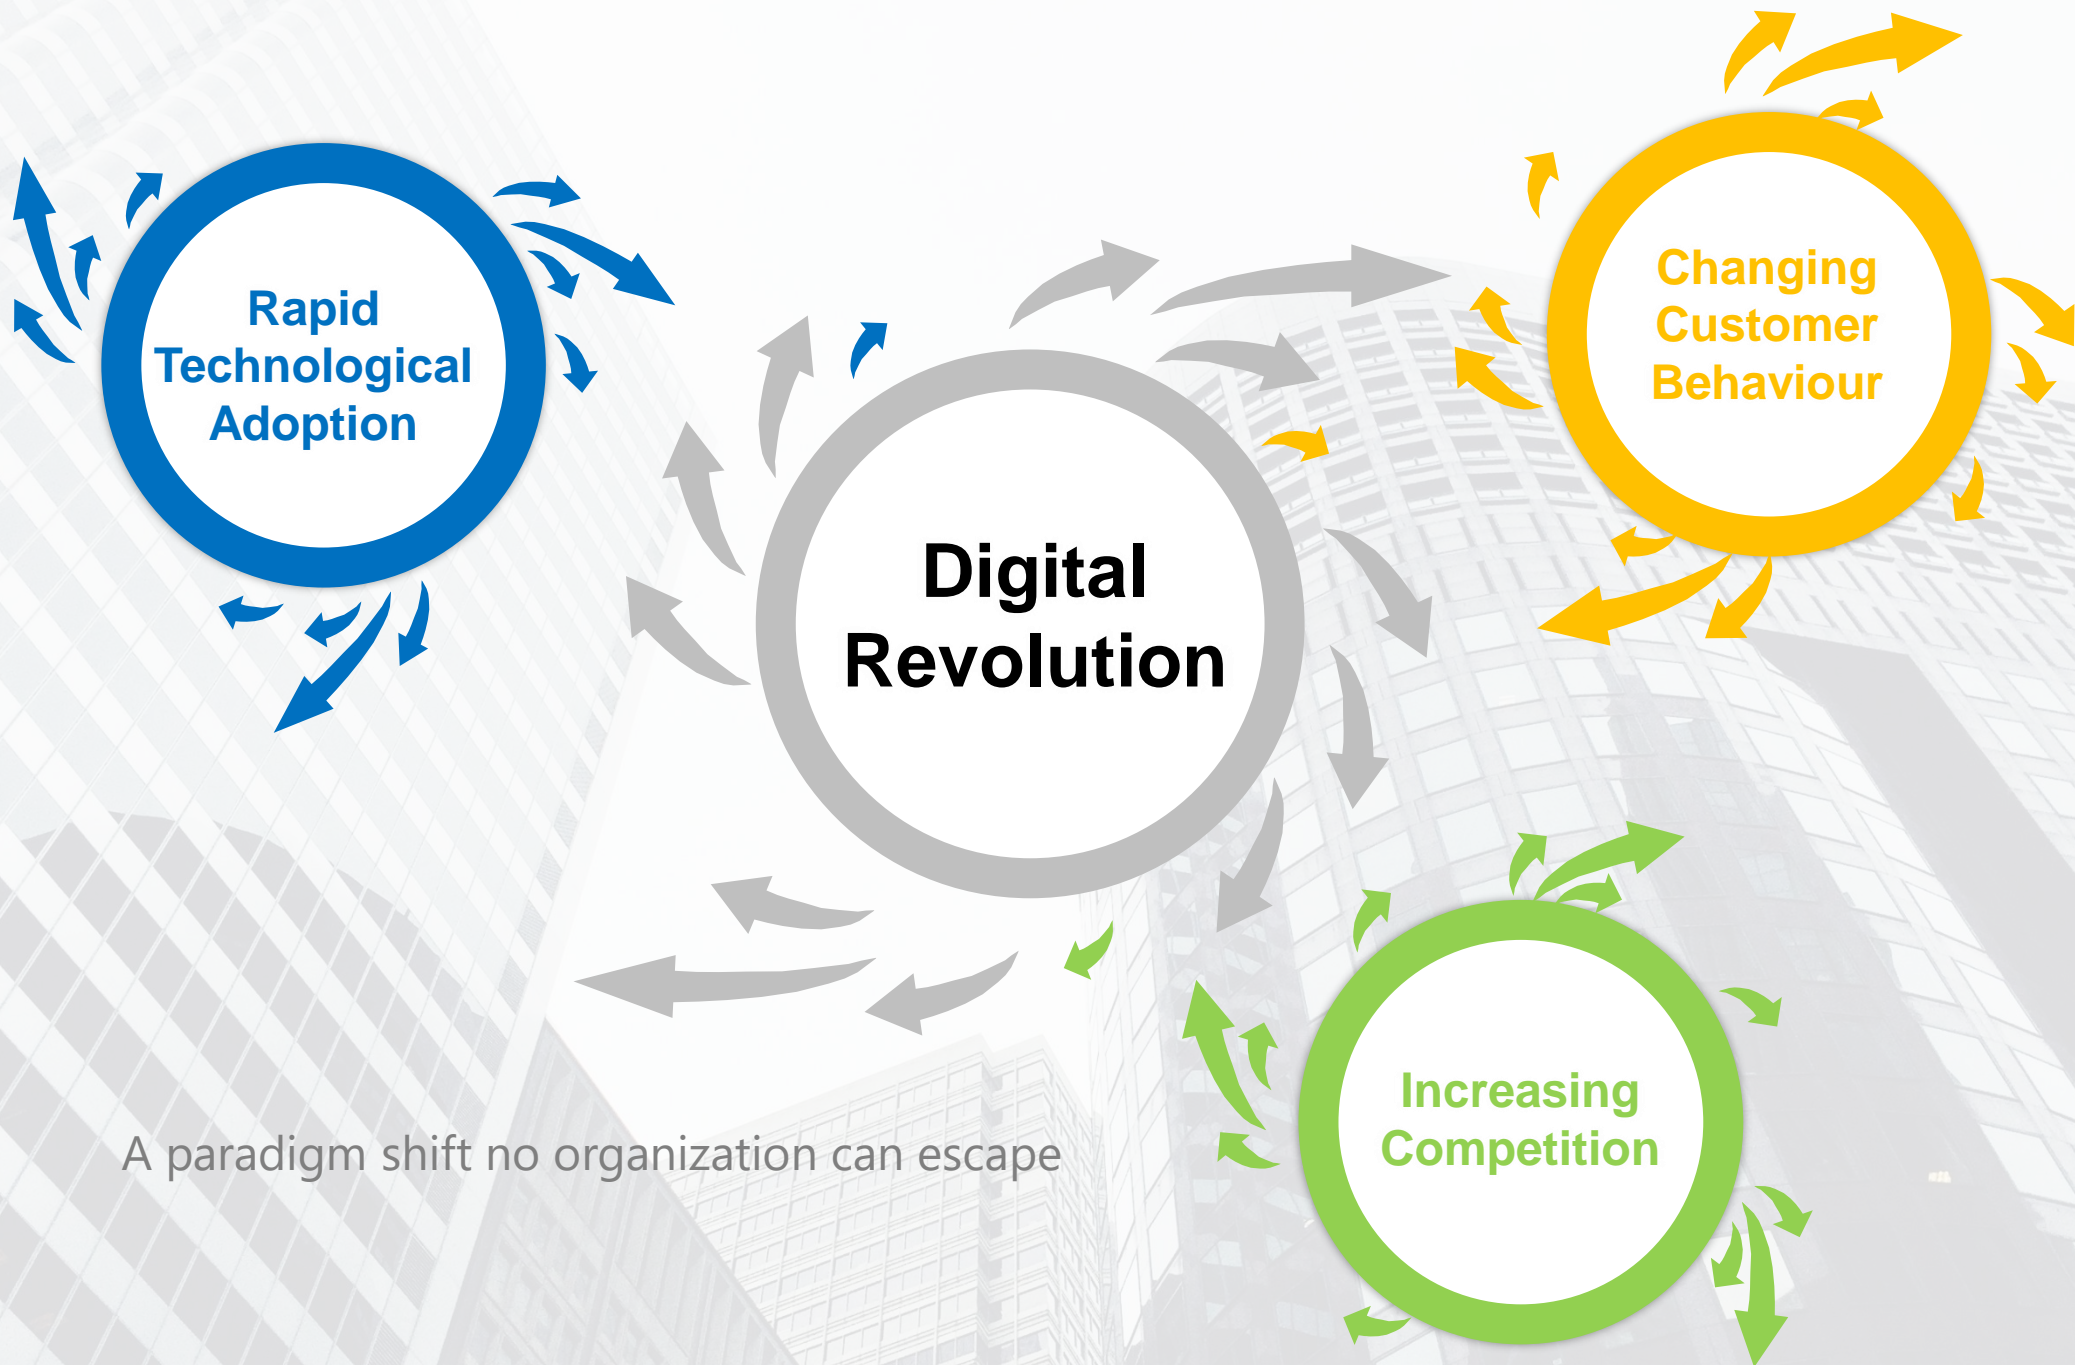 Rapid
Technological
Adoption
Changing
Customer
Behaviour
Digital
Revolution
Increasing
Competition
A paradigm shift no organization can escape